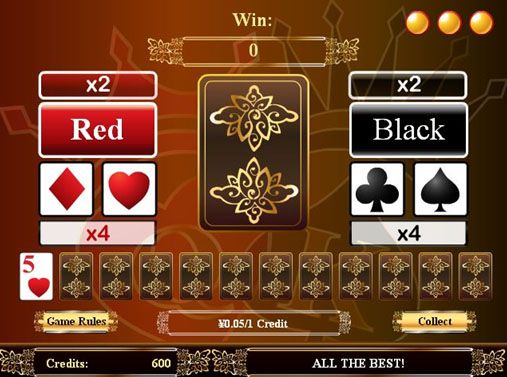 Win:
0
x2
x2
Red
Black
x4
x4
5
Game Rules
¥0.05/1 Credit
Collect
Credits: 600
ALL THE BEST!